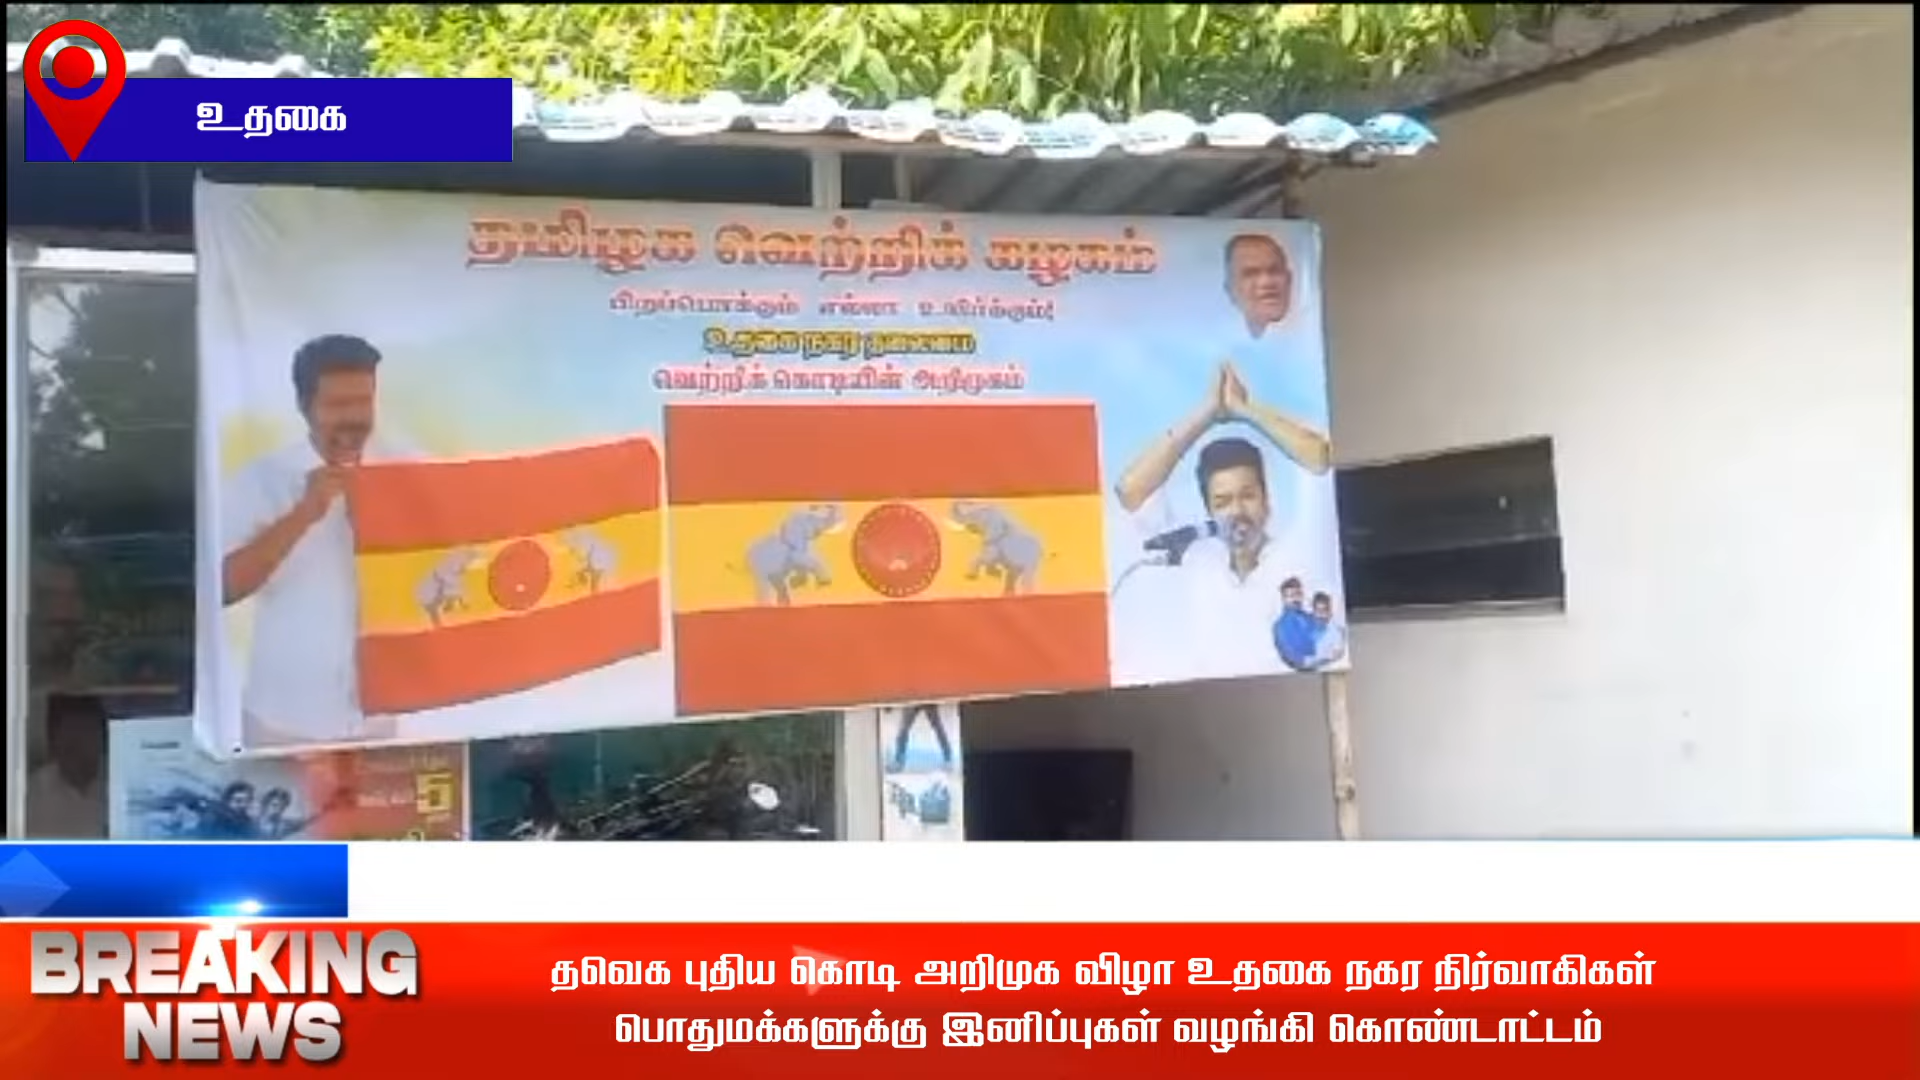 உதகை
தமிழக வெற்றிக் கழகம்
பிறப்பொக்கும் எல்லா உயிர்க்கும்!
உதகை நகர தலைமை
வெற்றிக் கொடியின் அறிமுகம்
5
BREAKING
NEWS
தவெக புதிய கொடி அறிமுக விழா உதகை நகர நிர்வாகிகள்
பொதுமக்களுக்கு இனிப்புகள் வழங்கி கொண்டாட்டம்